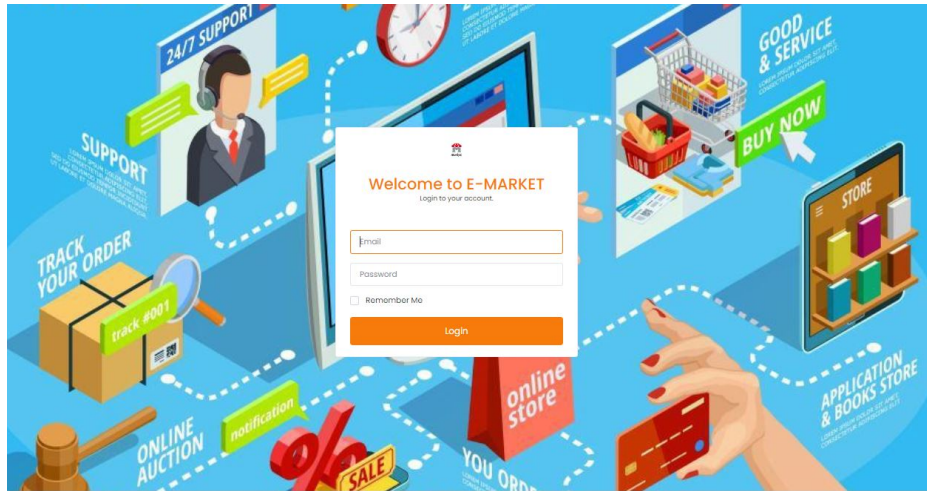 24/7 SUPPORT
GOOD
& SERVICE
BUY NOW
SUPPORT
Welcome to E-MARKET
Login to your account.
STORE
Email
TRACK
YOUR ORDER
Password
track #001
Remember Me
Login
online
store
APPLICATION
& BOOKS STORE
notification
ONLINE
AUCTION
SALE
YOU ORDE